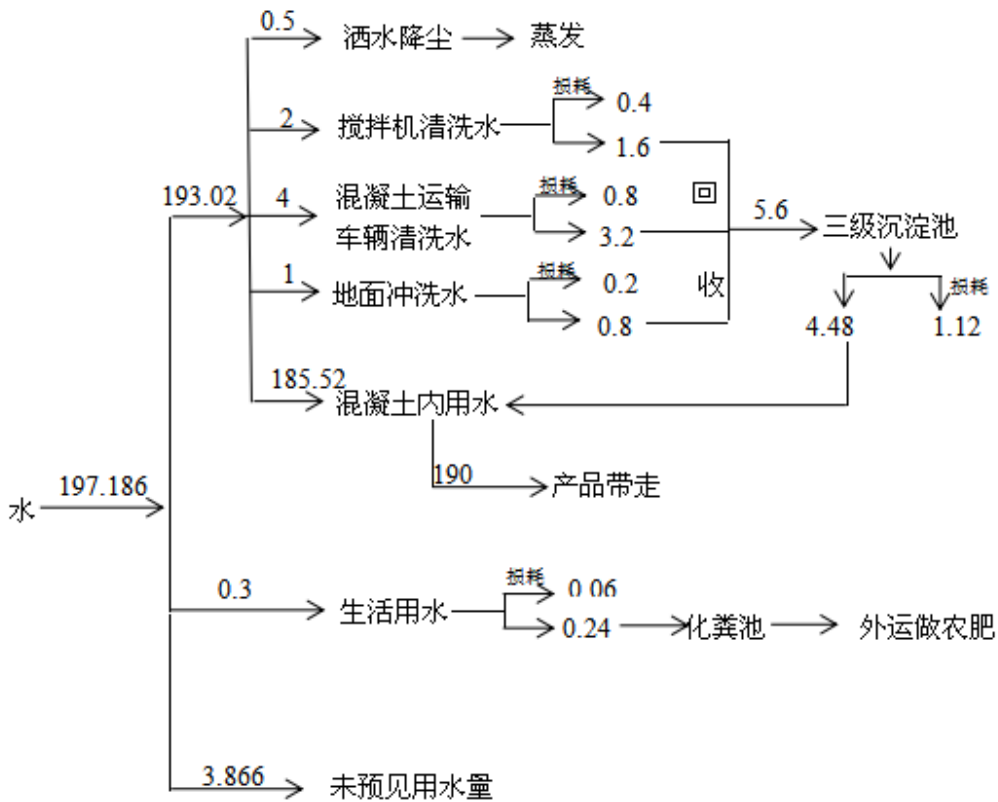 0.5 洒水降尘 蒸发
2 搅拌机清洗水 损耗 0.4
1.6
193.02 4 混凝土运输 损耗 0.8 回
车辆清洗水 3.2 5.6 三级沉淀池
1 地面冲洗水 损耗 0.2 收
0.8 4.48 损耗 1.12
185.52 混凝土内用水
190 产品带走
水 197.186
0.3 生活用水 损耗 0.06
0.24 化粪池 外运做农肥
3.866 未预见用水量